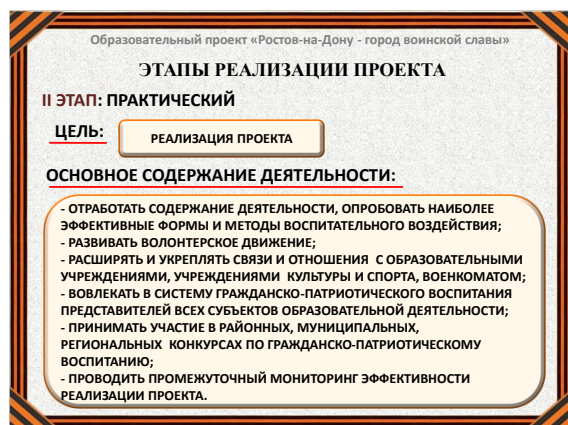 Образовательный проект «Ростов-на-Дону - город воинской славы»
ЭТАПЫ РЕАЛИЗАЦИИ ПРОЕКТА
II ЭТАП: ПРАКТИЧЕСКИЙ
ЦЕЛЬ:
РЕАЛИЗАЦИЯ ПРОЕКТА
ОСНОВНОЕ СОДЕРЖАНИЕ ДЕЯТЕЛЬНОСТИ:
- ОТРАБОТАТЬ СОДЕРЖАНИЕ ДЕЯТЕЛЬНОСТИ, ОПРОБОВАТЬ НАИБОЛЕЕ
ЭФФЕКТИВНЫЕ ФОРМЫ И МЕТОДЫ ВОСПИТАТЕЛЬНОГО ВОЗДЕЙСТВИЯ;
- РАЗВИВАТЬ ВОЛОНТЕРСКОЕ ДВИЖЕНИЕ;
- РАСШИРЯТЬ И УКРЕПЛЯТЬ СВЯЗИ И ОТНОШЕНИЯ С ОБРАЗОВАТЕЛЬНЫМИ
УЧРЕЖДЕНИЯМИ, УЧРЕЖДЕНИЯМИ КУЛЬТУРЫ И СПОРТА, ВОЕНКОМАТОМ;
- ВОВЛЕКАТЬ В СИСТЕМУ ГРАЖДАНСКО-ПАТРИОТИЧЕСКОГО ВОСПИТАНИЯ
ПРЕДСТАВИТЕЛЕЙ ВСЕХ СУБЪЕКТОВ ОБРАЗОВАТЕЛЬНОЙ ДЕЯТЕЛЬНОСТИ;
- ПРИНИМАТЬ УЧАСТИЕ В РАЙОННЫХ, МУНИЦИПАЛЬНЫХ,
РЕГИОНАЛЬНЫХ КОНКУРСАХ ПО ГРАЖДАНСКО-ПАТРИОТИЧЕСКОМУ
ВОСПИТАНИЮ;
- ПРОВОДИТЬ ПРОМЕЖУТОЧНЫЙ МОНИТОРИНГ ЭФФЕКТИВНОСТИ
РЕАЛИЗАЦИИ ПРОЕКТА.